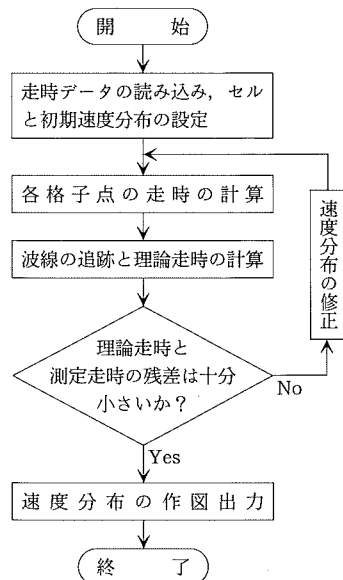 開 始
走時データの読み込み，セル
と初期速度分布の設定
各格子点の走時の計算
波線の追跡と理論走時の計算
速度分布の修正
理論走時と
測定走時の残差は十分
小さいか？
No
Yes
速度分布の作図出力
終 了